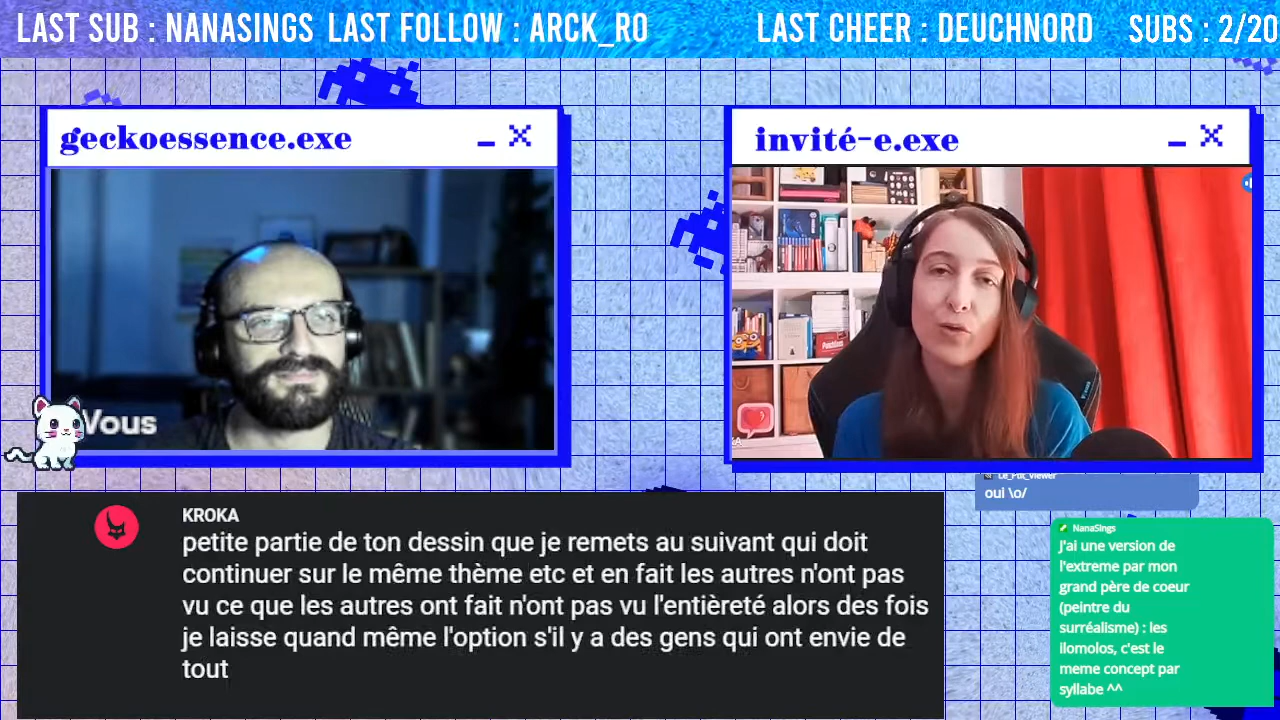 LAST SUB : NANASINGS LAST FOLLOW : ARCK_RO LAST CHEER : DEUCHNORD SUBS : 2/20
geckoessence.exe
invité-e.exe
Vous
KROKA
petite partie de ton dessin que je remets au suivant qui doit
continuer sur le même thème etc et en fait les autres n'ont pas
vu ce que les autres ont fait n'ont pas vu l'entièreté alors des fois
je laisse quand même l'option s'il y a des gens qui ont envie de
tout
oui \o/
NanaSings
J'ai une version de
l'extreme par mon
grand père de coeur
(peintre du
surréalisme) : les
ilomolos, c'est le
meme concept par
syllabe ^^